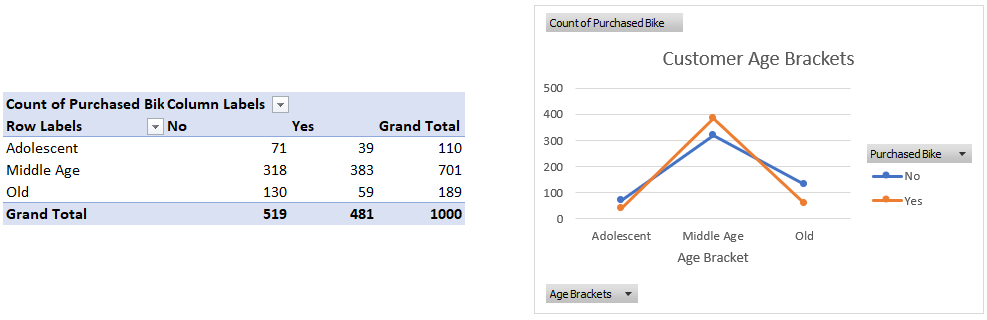 Count of Purchased Bik Column Labels
Row Labels No Yes Grand Total
Adolescent 71 39 110
Middle Age 318 383 701
Old 130 59 189
Grand Total 519 481 1000
Count of Purchased Bike
Customer Age Brackets
500
400
300
200
100
0
Adolescent Middle Age Old
Age Bracket
Purchased Bike
No
Yes
Age Brackets